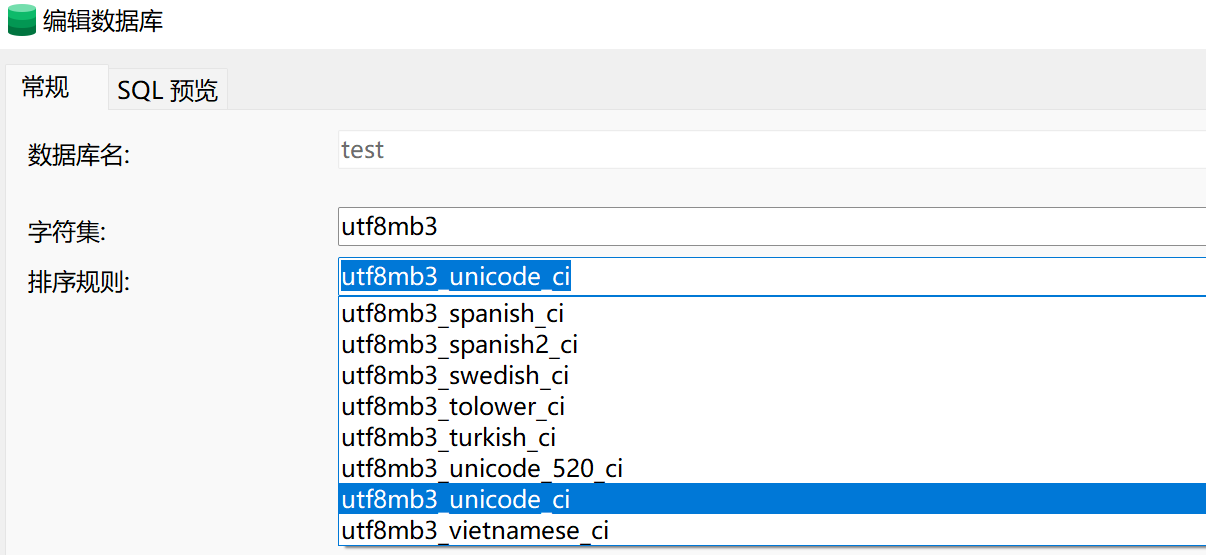 编辑数据库
常规 SQL 预览
数据库名: test
字符集: utf8mb3
排序规则: utf8mb3_unicode_ci
utf8mb3_spanish_ci
utf8mb3_spanish2_ci
utf8mb3_swedish_ci
utf8mb3_tolower_ci
utf8mb3_turkish_ci
utf8mb3_unicode_520_ci
utf8mb3_unicode_ci
utf8mb3_vietnamese_ci